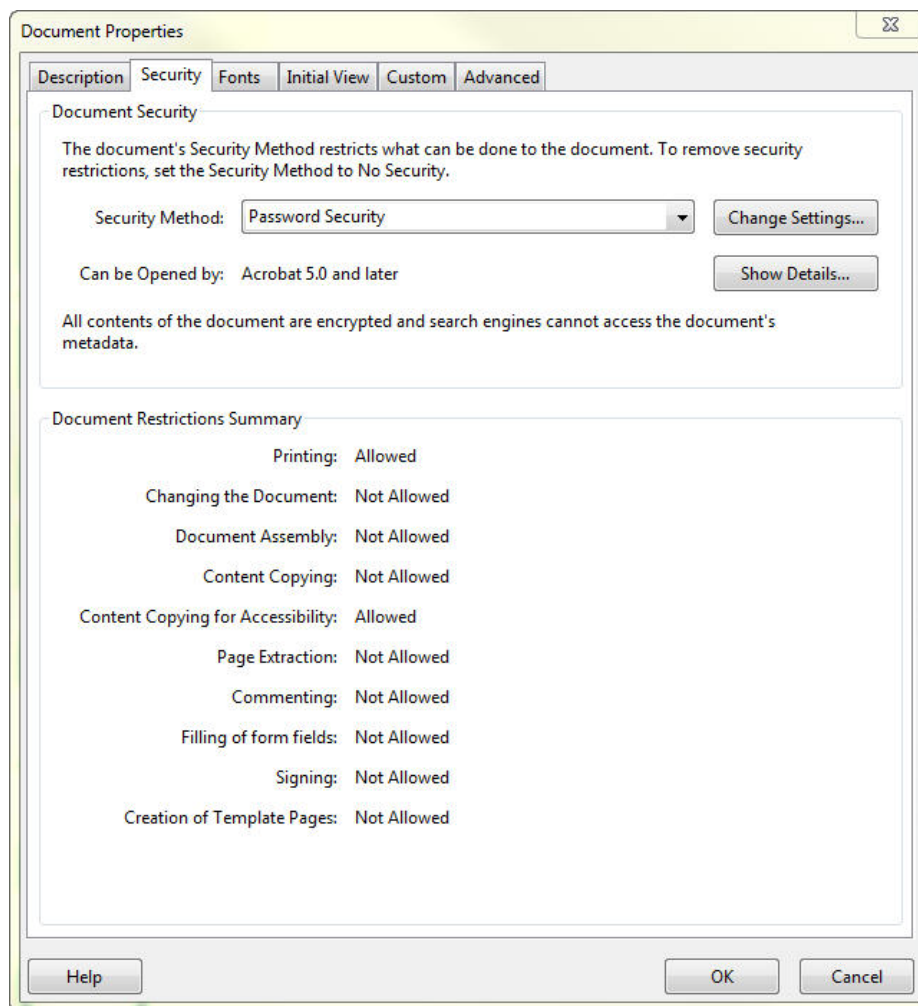 Document Properties
Description Security Fonts Initial View Custom Advanced
Document Security
The document's Security Method restricts what can be done to the document. To remove security
restrictions, set the Security Method to No Security.
Security Method: Password Security Change Settings...
Can be Opened by: Acrobat 5.0 and later Show Details...
All contents of the document are encrypted and search engines cannot access the document's
metadata.
Document Restrictions Summary
Printing: Allowed
Changing the Document: Not Allowed
Document Assembly: Not Allowed
Content Copying: Not Allowed
Content Copying for Accessibility: Allowed
Page Extraction: Not Allowed
Commenting: Not Allowed
Filling of form fields: Not Allowed
Signing: Not Allowed
Creation of Template Pages: Not Allowed
Help OK Cancel